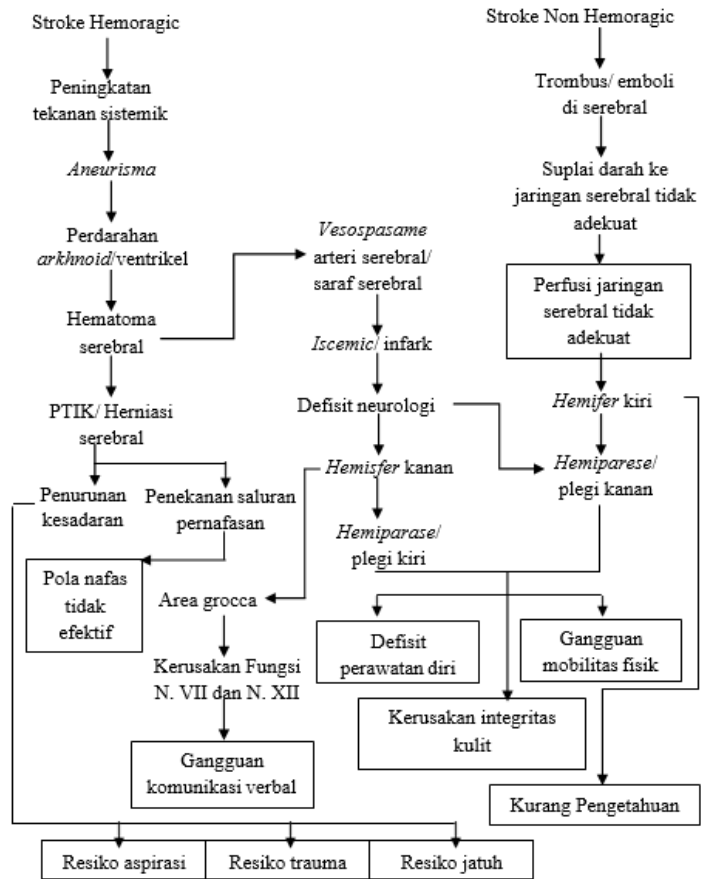 Stroke Hemoragic
Peningkatan
tekanan sistemik
Aneurisma
Perdarahan
arkhnoid/ventrikel
Hematoma
serebral
PTIK/ Herniasi
serebral
Penurunan
kesadaran
Penekanan saluran
pernafasan
Pola nafas
tidak
efektif
Vesospasame
arteri serebral/
saraf serebral
Iscemic/ infark
Defisit neurologi
Hemisfer kanan
Hemiparase/
plegi kiri
Area grocca
Kerusakan Fungsi
N. VII dan N. XII
Gangguan
komunikasi verbal
Stroke Non Hemoragic
Trombus/ emboli
di serebral
Suplai darah ke
jaringan serebral tidak
adekuat
Perfusi jaringan
serebral tidak
adekuat
Hemifer kiri
Hemiparese/
plegi kanan
Defisit
perawatan diri
Gangguan
mobilitas fisik
Kerusakan integritas
kulit
Kurang Pengetahuan
Resiko aspirasi
Resiko trauma
Resiko jatuh